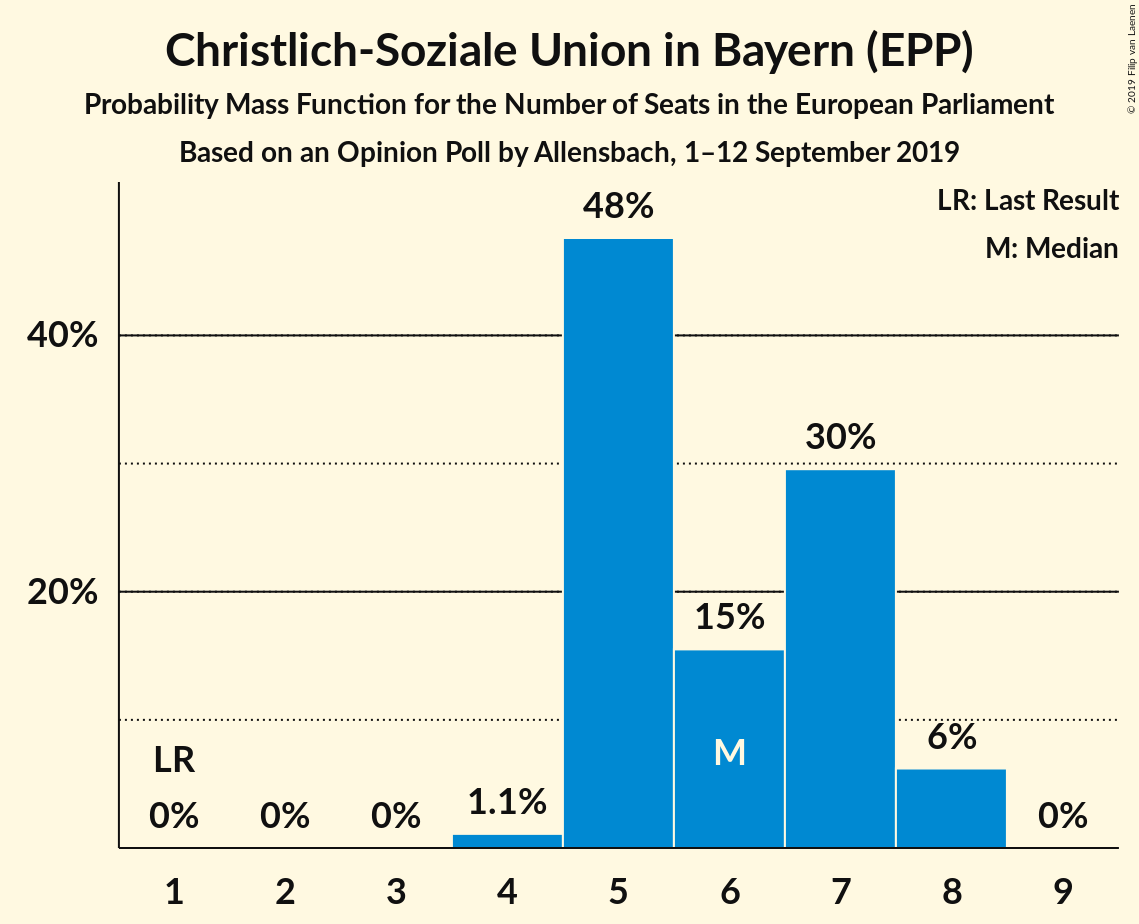 Christlich-Soziale Union in Bayern (EPP)
Probability Mass Function for the Number of Seats in the European Parliament
Based on an Opinion Poll by Allensbach, 1–12 September 2019
© 2019 Filip van Laenen
LR: Last Result
M: Median
48%
40%
30%
20%
15%
M
6%
LR
1.1%
0% 0% 0% 0%
1 2 3 4 5 6 7 8 9